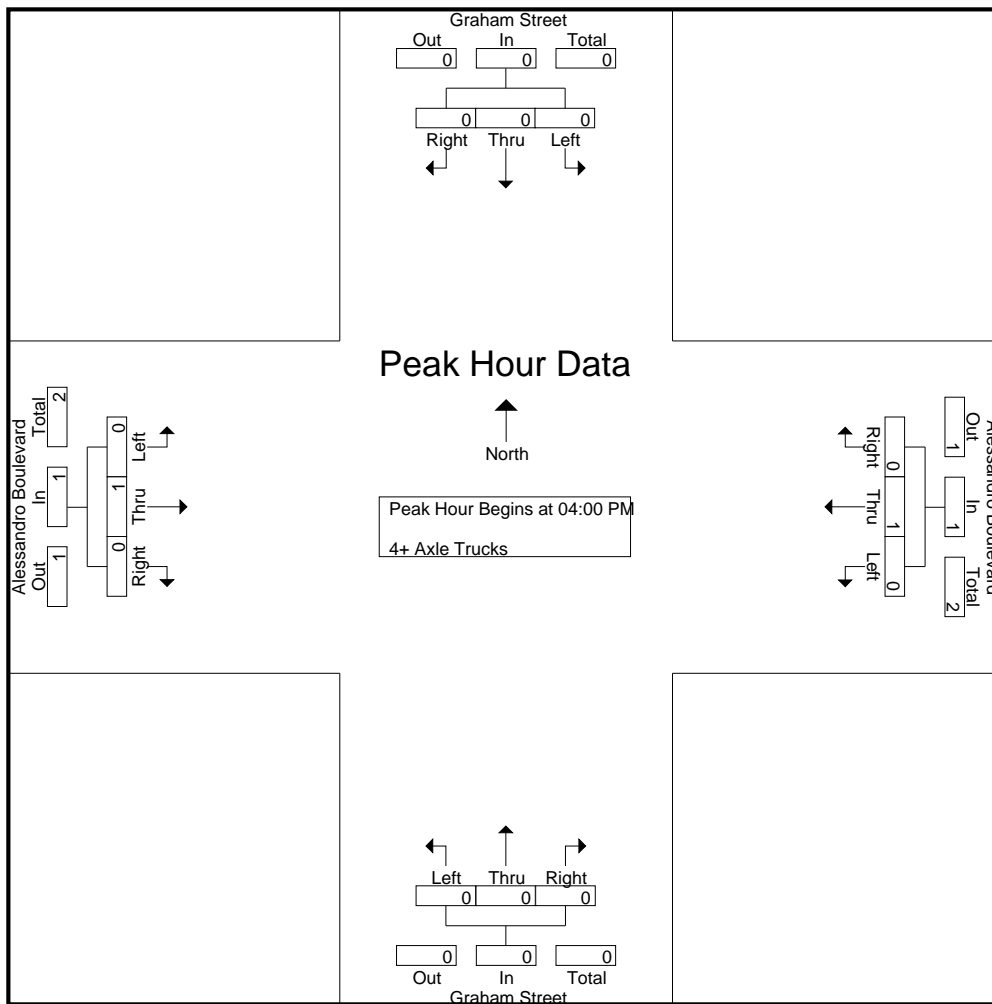 Graham Street
Out In Total
0 0 0
0 0 0
Right Thru Left
Peak Hour Data
North
Peak Hour Begins at 04:00 PM
4+ Axle Trucks
Alessandro Boulevard
Out In Total
1 1 2
0 1 0
Right Thru Left
Alessandro Boulevard
Out In Total
1 1 2
0 1 0
Right Thru Left
Left Thru Right
0 0 0
0 0 0
Out In Total
Graham Street